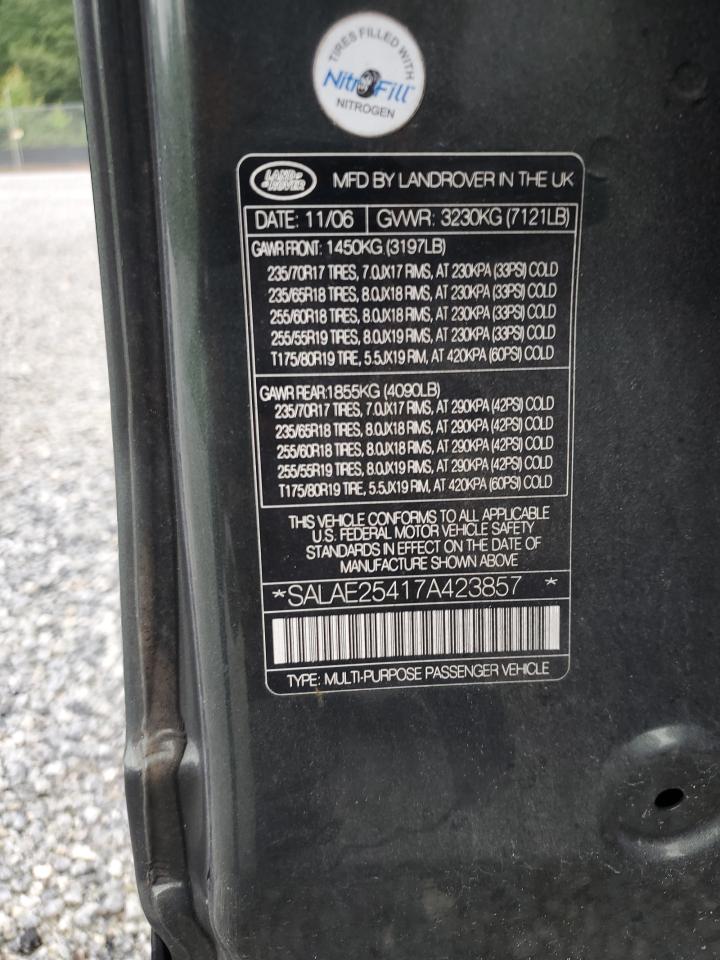 TIRES FILLED WITH
NitroFill
NITROGEN
LAND ROVER MFD BY LANDROVER IN THE UK
DATE: 11/06 GVWR: 3230KG (7121LB)
GAWR FRONT: 1450KG (3197LB)
235/70R17 TIRES, 7.0JX17 RIMS, AT 230KPA (33PSI) COLD
235/65R18 TIRES, 8.0JX18 RIMS, AT 230KPA (33PSI) COLD
255/60R18 TIRES, 8.0JX18 RIMS, AT 230KPA (33PSI) COLD
255/55R19 TIRES, 8.0JX19 RIMS, AT 230KPA (33PSI) COLD
T175/80R19 TIRE, 5.5JX19 RIM, AT 420KPA (60PSI) COLD
GAWR REAR:1855KG (4090LB)
235/70R17 TIRES, 7.0JX17 RIMS, AT 290KPA (42PSI) COLD
235/65R18 TIRES, 8.0JX18 RIMS, AT 290KPA (42PSI) COLD
255/60R18 TIRES, 8.0JX18 RIMS, AT 290KPA (42PSI) COLD
255/55R19 TIRES, 8.0JX19 RIMS, AT 290KPA (42PSI) COLD
T175/80R19 TIRE, 5.5JX19 RIM, AT 420KPA (60PSI) COLD
THIS VEHICLE CONFORMS TO ALL APPLICABLE
U.S. FEDERAL MOTOR VEHICLE SAFETY
STANDARDS IN EFFECT ON THE DATE OF
MANUFACTURE SHOWN ABOVE
*SALAE25417A423857 *
TYPE: MULTI-PURPOSE PASSENGER VEHICLE